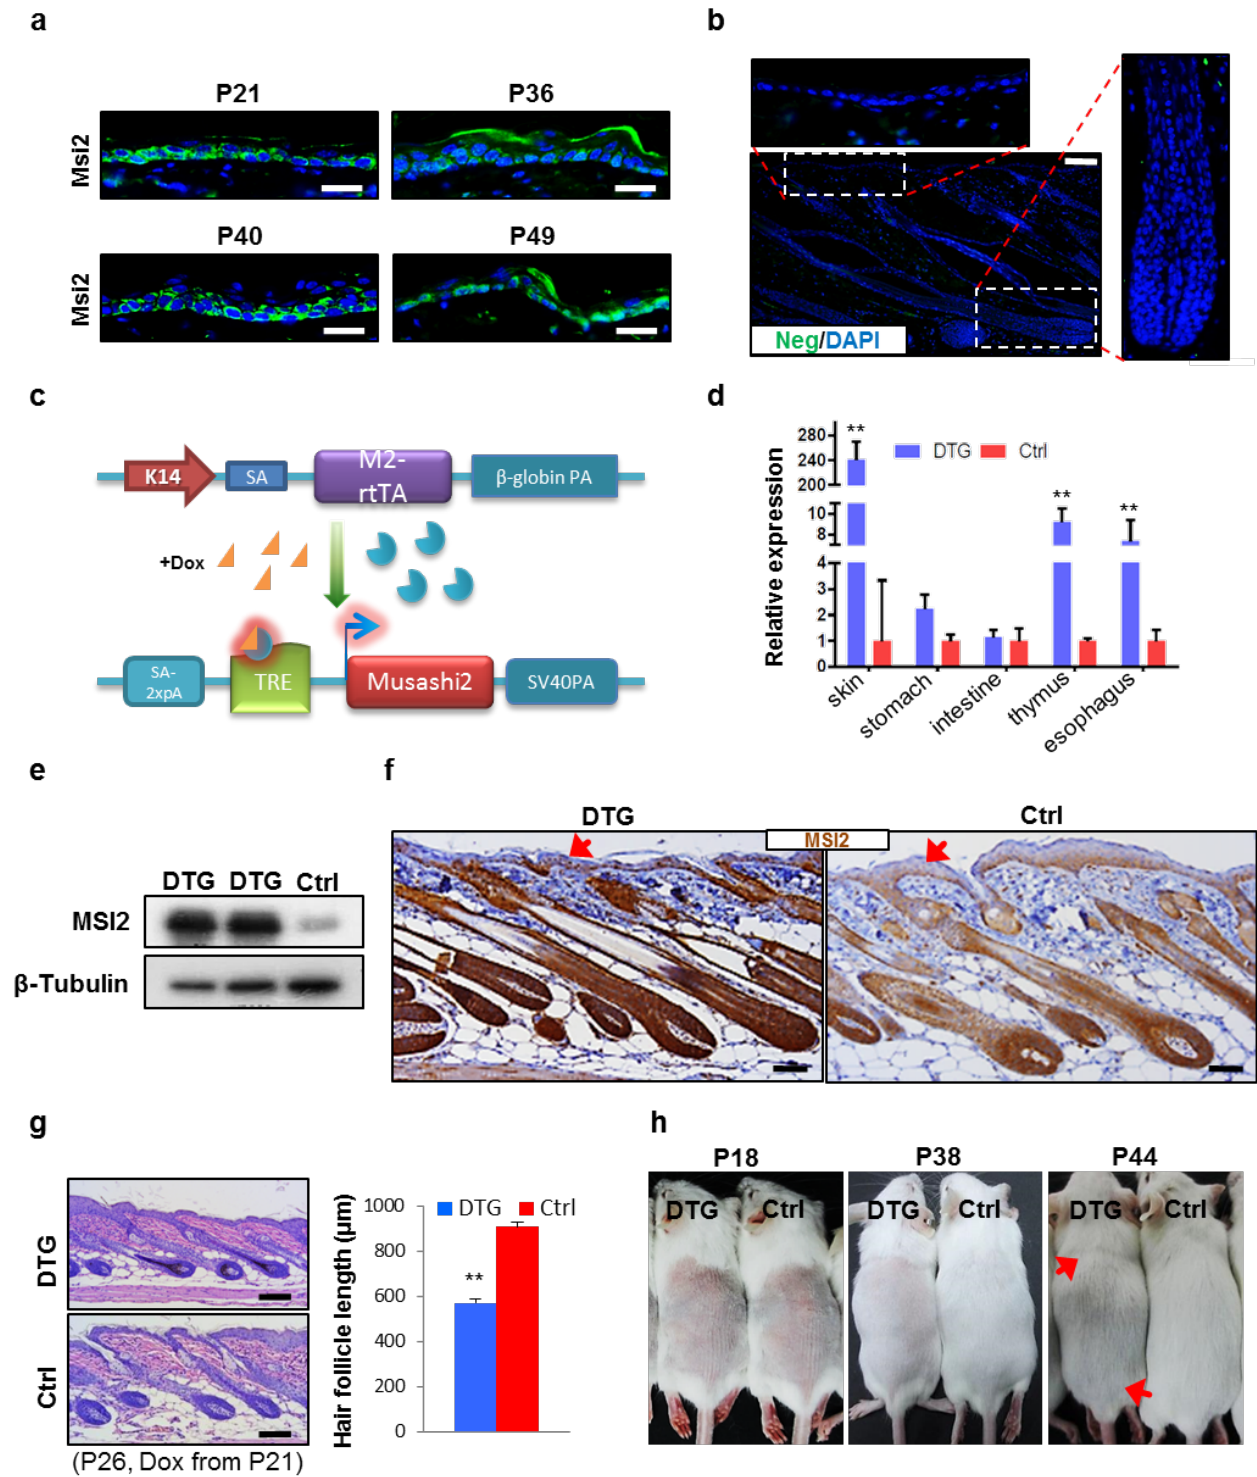 a
P21
P36
Msi2
P40
P49
Msi2
b
Neg/DAPI
c
K14
SA
M2-
rtTA
β-globin PA
+Dox
SA-
2xpA
TRE
Musashi2
SV40PA
d
Relative expression
280
240
200
10
8
4
3
2
1
0
**
DTG
Ctrl
**
**
skin
stomach
intestine
thymus
esophagus
e
DTG DTG Ctrl
MSI2
β-Tubulin
f
DTG
Ctrl
MSI2
g
DTG
Ctrl
(P26, Dox from P21)
Hair follicle length (μm)
1000
800
600
400
200
0
DTG
Ctrl
**
h
P18
P38
P44
DTG Ctrl
DTG Ctrl
DTG Ctrl